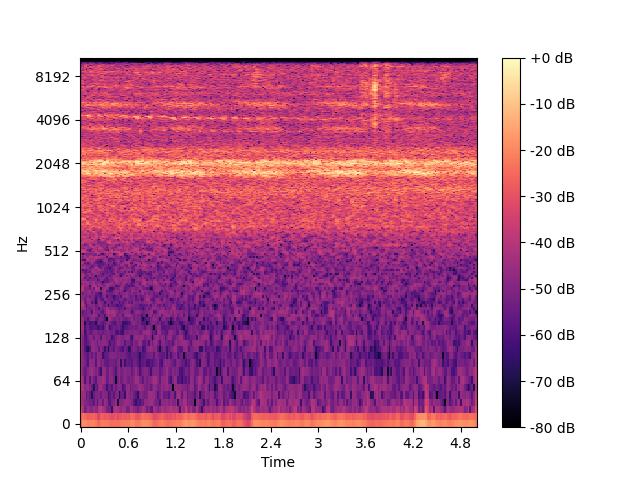 8192
4096
2048
1024
512
256
128
64
0
Hz
0
0.6
1.2
1.8
2.4
3
3.6
4.2
4.8
Time
+0 dB
-10 dB
-20 dB
-30 dB
-40 dB
-50 dB
-60 dB
-70 dB
-80 dB